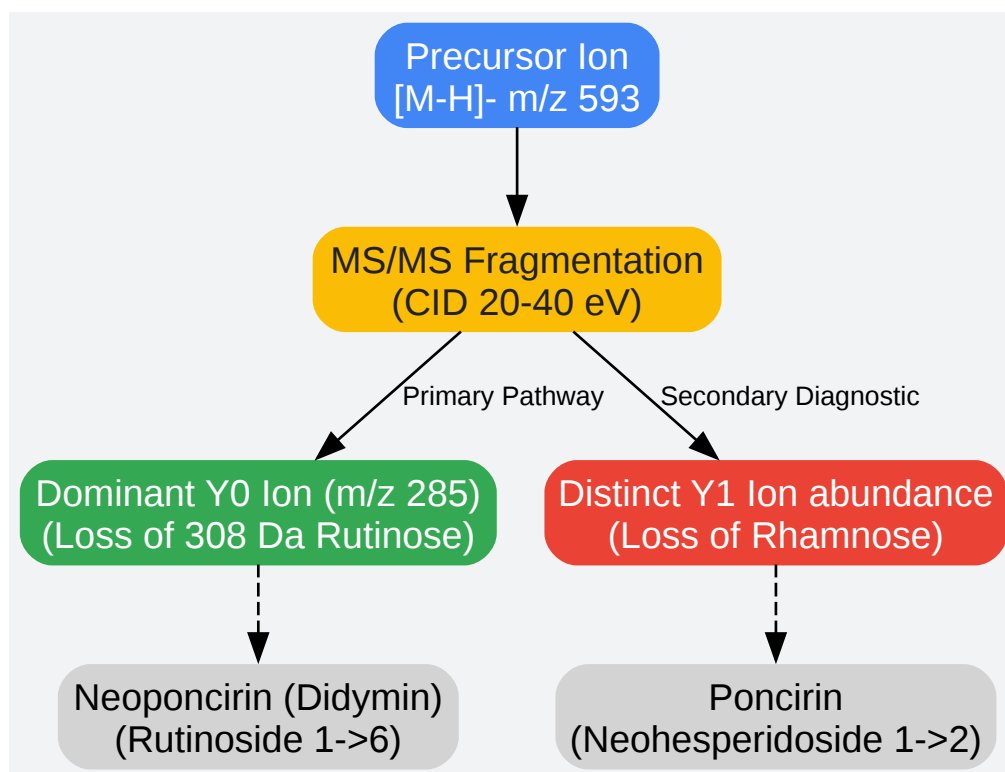 Precursor Ion
[M-H]- m/z 593
MS/MS Fragmentation
(CID 20-40 eV)
Primary Pathway
Secondary Diagnostic
Dominant Y0 Ion (m/z 285)
(Loss of 308 Da Rutinose)
Distinct Y1 Ion abundance
(Loss of Rhamnose)
Neoponcirin (Didymin)
(Rutinoside 1->6)
Poncirin
(Neohesperidoside 1->2)